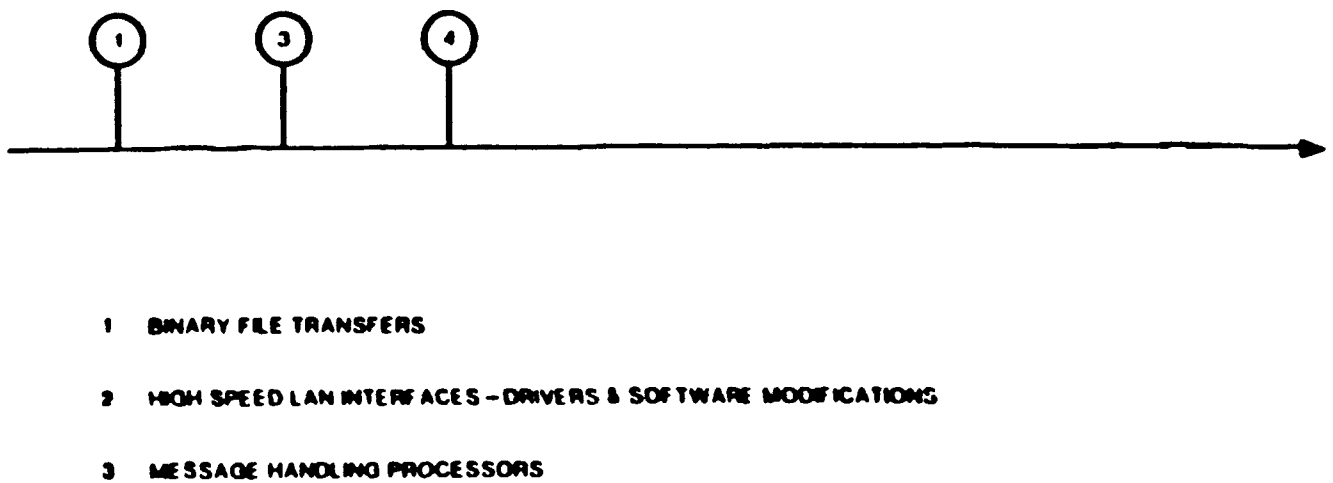 1 3 4
1 BINARY FILE TRANSFERS
2 HIGH SPEED LAN INTERFACES – DRIVERS & SOFTWARE MODIFICATIONS
3 MESSAGE HANDLING PROCESSORS